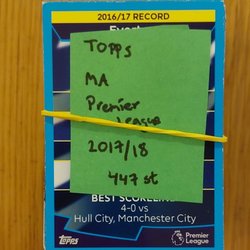 2016/17 RECORD
TOPPS
MA
Premier
League
2017/18
447 st
BEST SCORELINE
4-0 vs
Hull City, Manchester City
TOPPS
Premier
League